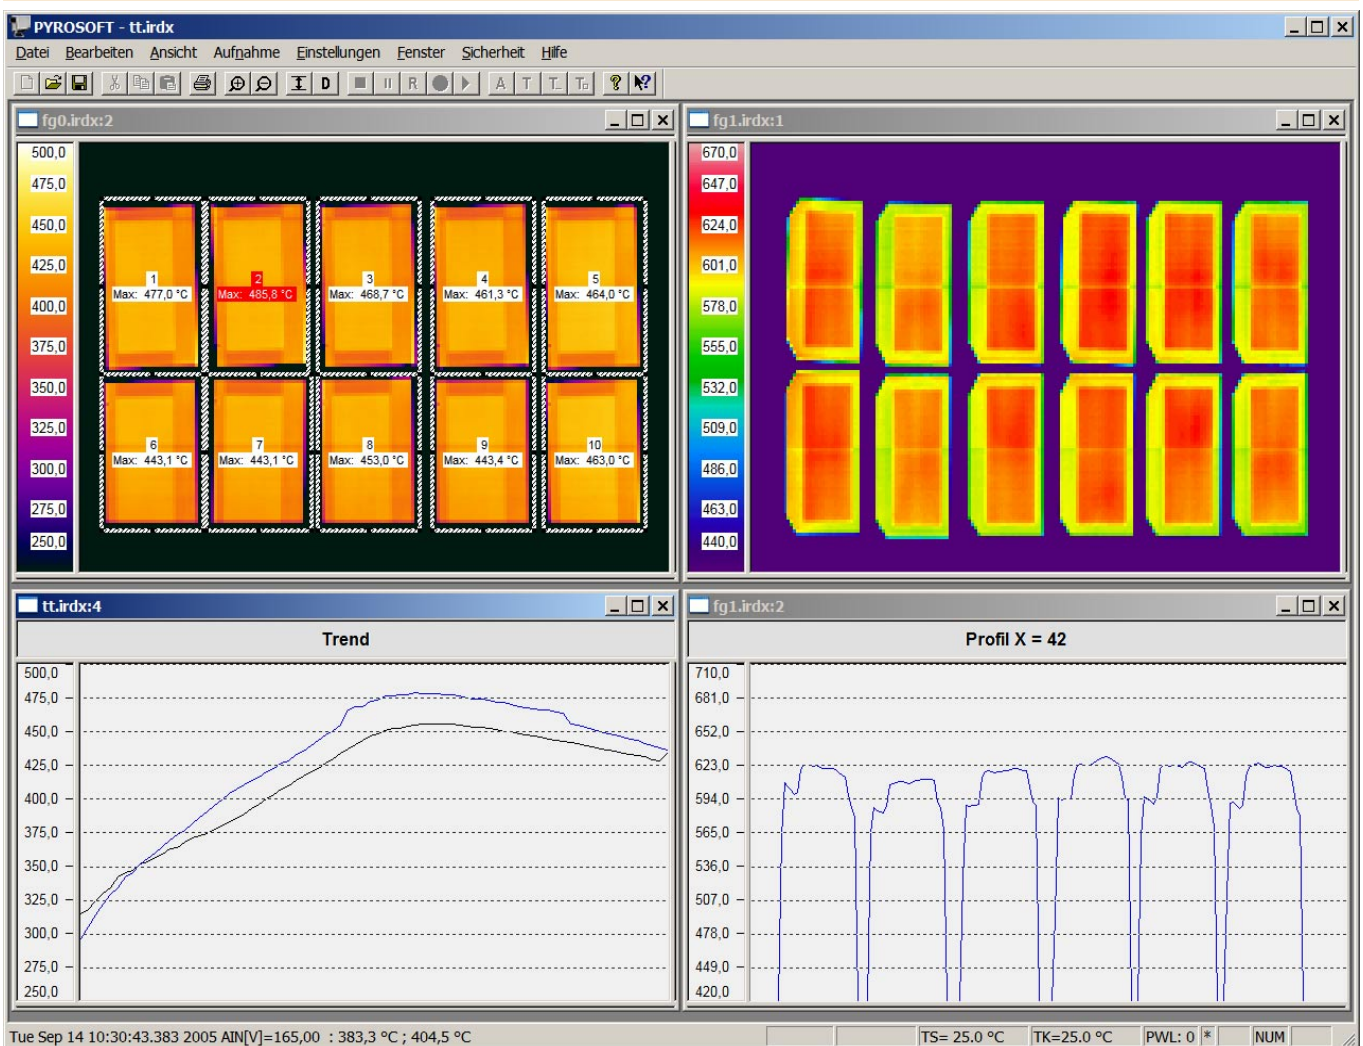 PYROSOFT - tt.irdx
Datei Bearbeiten Ansicht Aufnahme Einstellungen Fenster Sicherheit Hilfe
D R A T T_ T□ ? ?
fg0.irdx:2
500,0
475,0
450,0
425,0
400,0
375,0
350,0
325,0
300,0
275,0
250,0
1
Max: 477,0 °C
2
Max: 485,8 °C
3
Max: 468,7 °C
4
Max: 461,3 °C
5
Max: 464,0 °C
6
Max: 443,1 °C
7
Max: 443,1 °C
8
Max: 453,0 °C
9
Max: 443,4 °C
10
Max: 463,0 °C
fg1.irdx:1
670,0
647,0
624,0
601,0
578,0
555,0
532,0
509,0
486,0
463,0
440,0
tt.irdx:4
Trend
500,0
475,0
450,0
425,0
400,0
375,0
350,0
325,0
300,0
275,0
250,0
fg1.irdx:2
Profil X = 42
710,0
681,0
652,0
623,0
594,0
565,0
536,0
507,0
478,0
449,0
420,0
Tue Sep 14 10:30:43.383 2005 AIN[V]=165,00 : 383,3 °C ; 404,5 °C
TS= 25.0 °C TK=25.0 °C PWL: 0 * NUM